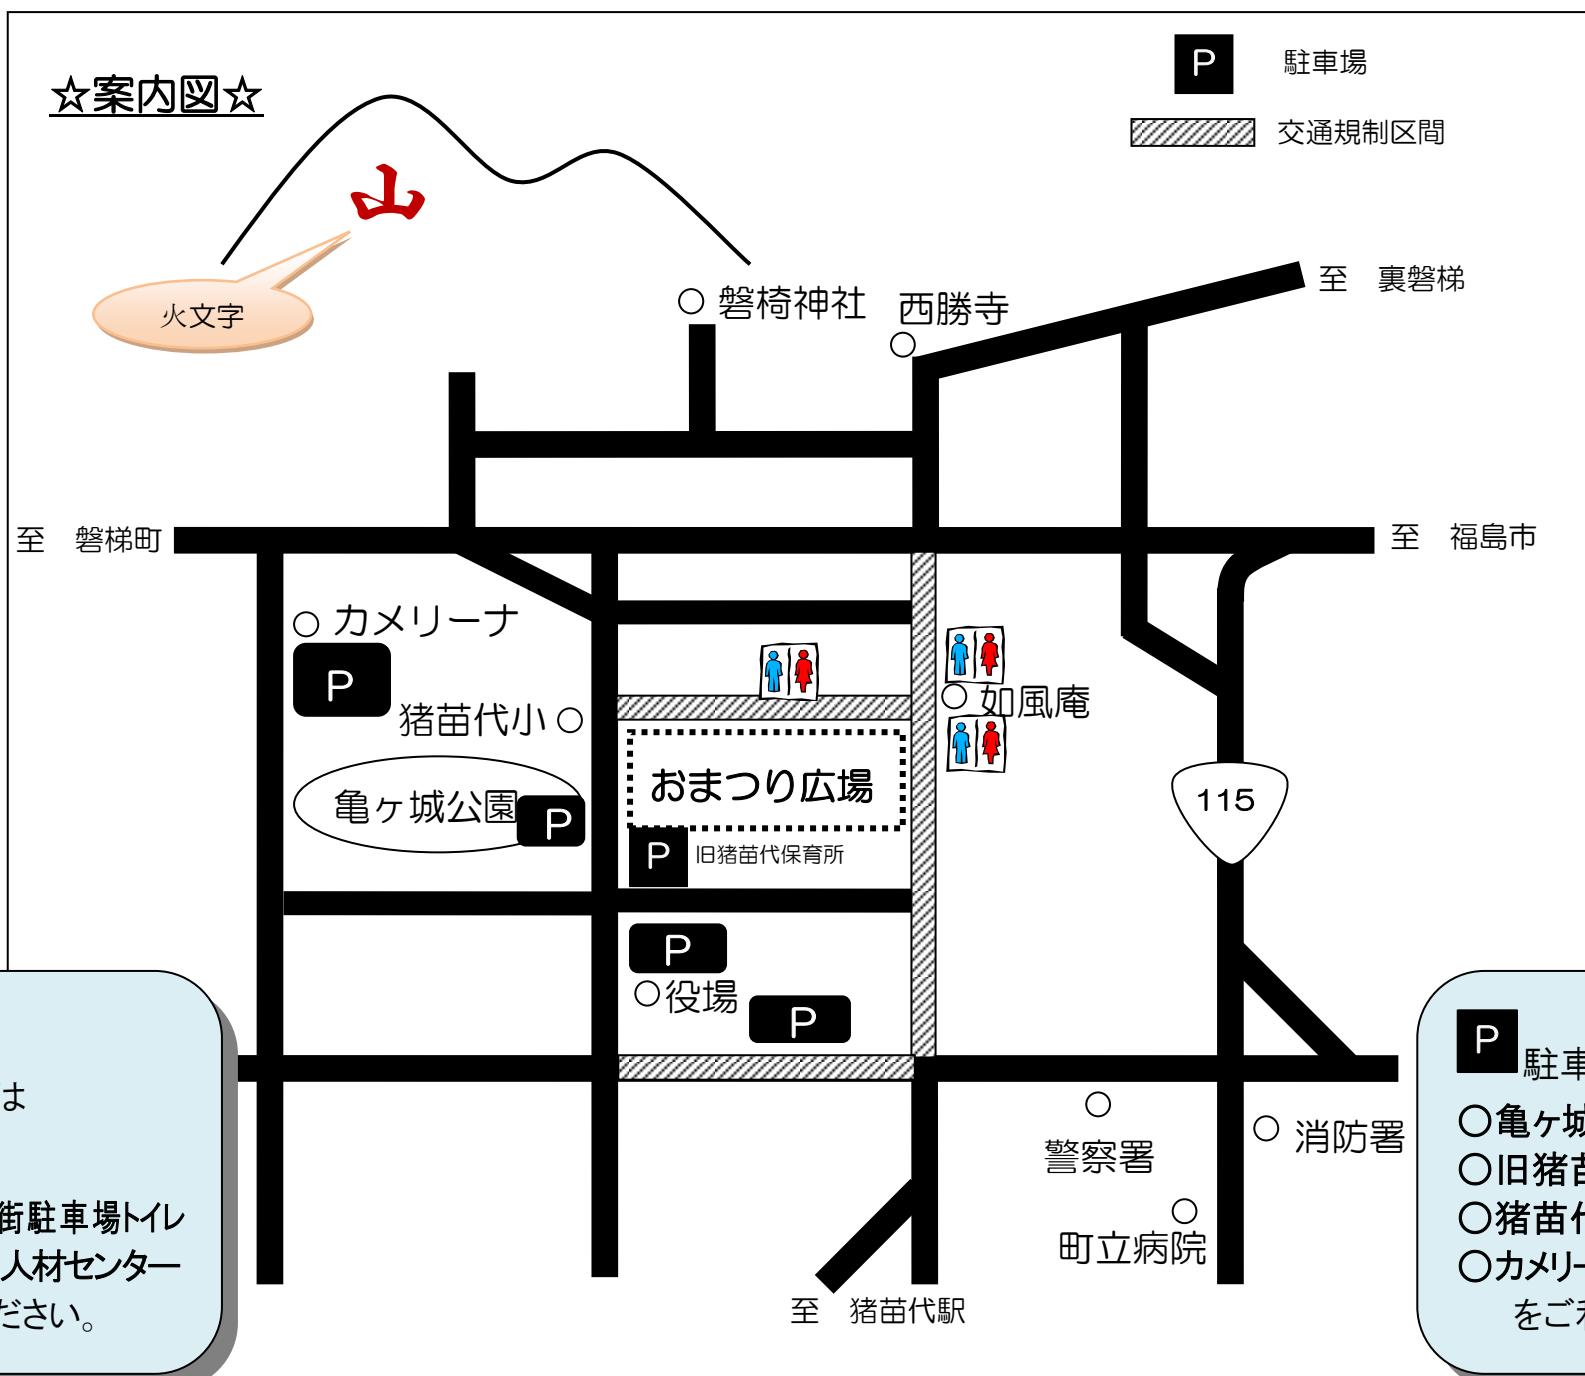 ☆案内図☆
P 駐車場
交通規制区間
山
火文字
磐椅神社
西勝寺
至 裏磐梯
至 磐梯町
至 福島市
カメリーナ
P
猪苗代小
如風庵
おまつり広場
115
亀ヶ城公園
P
P
旧猪苗代保育所
P
役場
P
警察署
消防署
町立病院
至 猪苗代駅
は
街駐車場トイレ
人材センター
ださい。
P 駐車
○亀ヶ城
○旧猪苗
○猪苗代
○カメリー
をご利